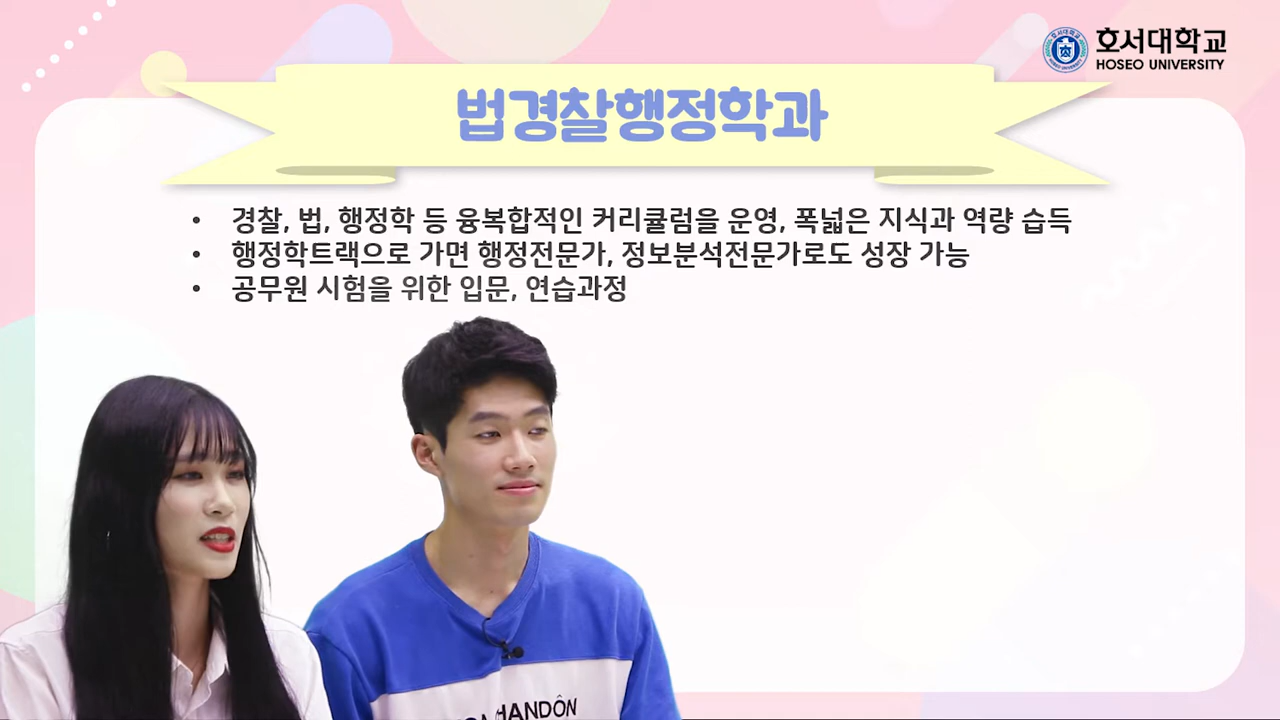 호서대학교
HOSEO UNIVERSITY
법경찰행정학과
• 경찰, 법, 행정학 등 융복합적인 커리큘럼을 운영, 폭넓은 지식과 역량 습득
• 행정학트랙으로 가면 행정전문가, 정보분석전문가로도 성장 가능
• 공무원 시험을 위한 입문, 연습과정
CHANDÔN